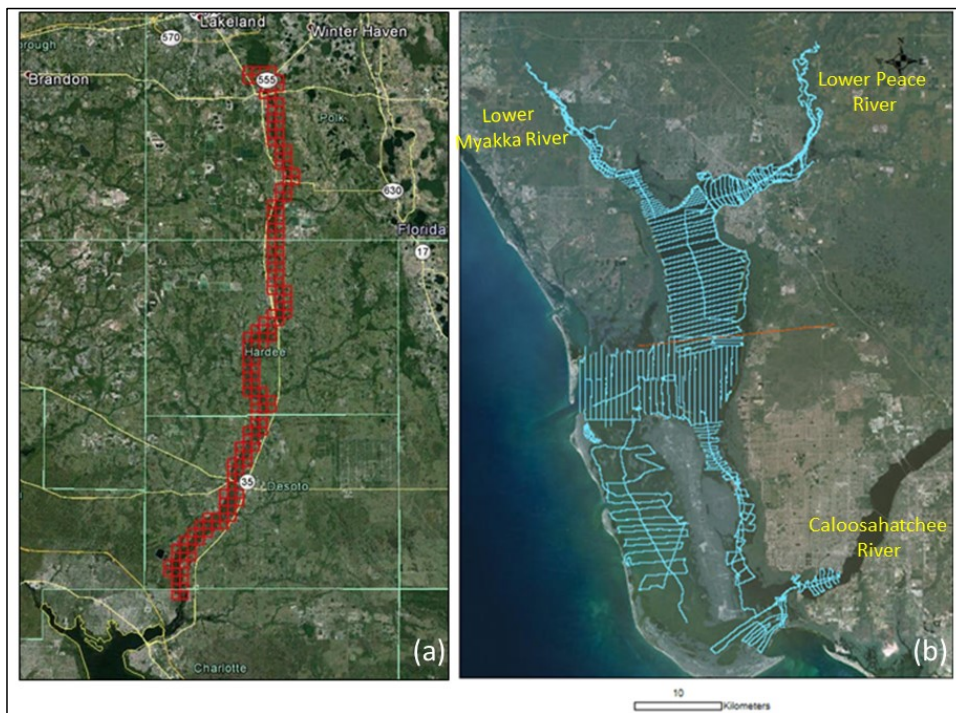 Lakeland
570
Winter Haven
orough
555
Brandon
Polk
630
Florida
17
Hardee
35
Desoto
Charlotte
(a)
Lower Peace
River
Lower
Myakka River
Caloosahatchee
River
(b)
10
Kilometers